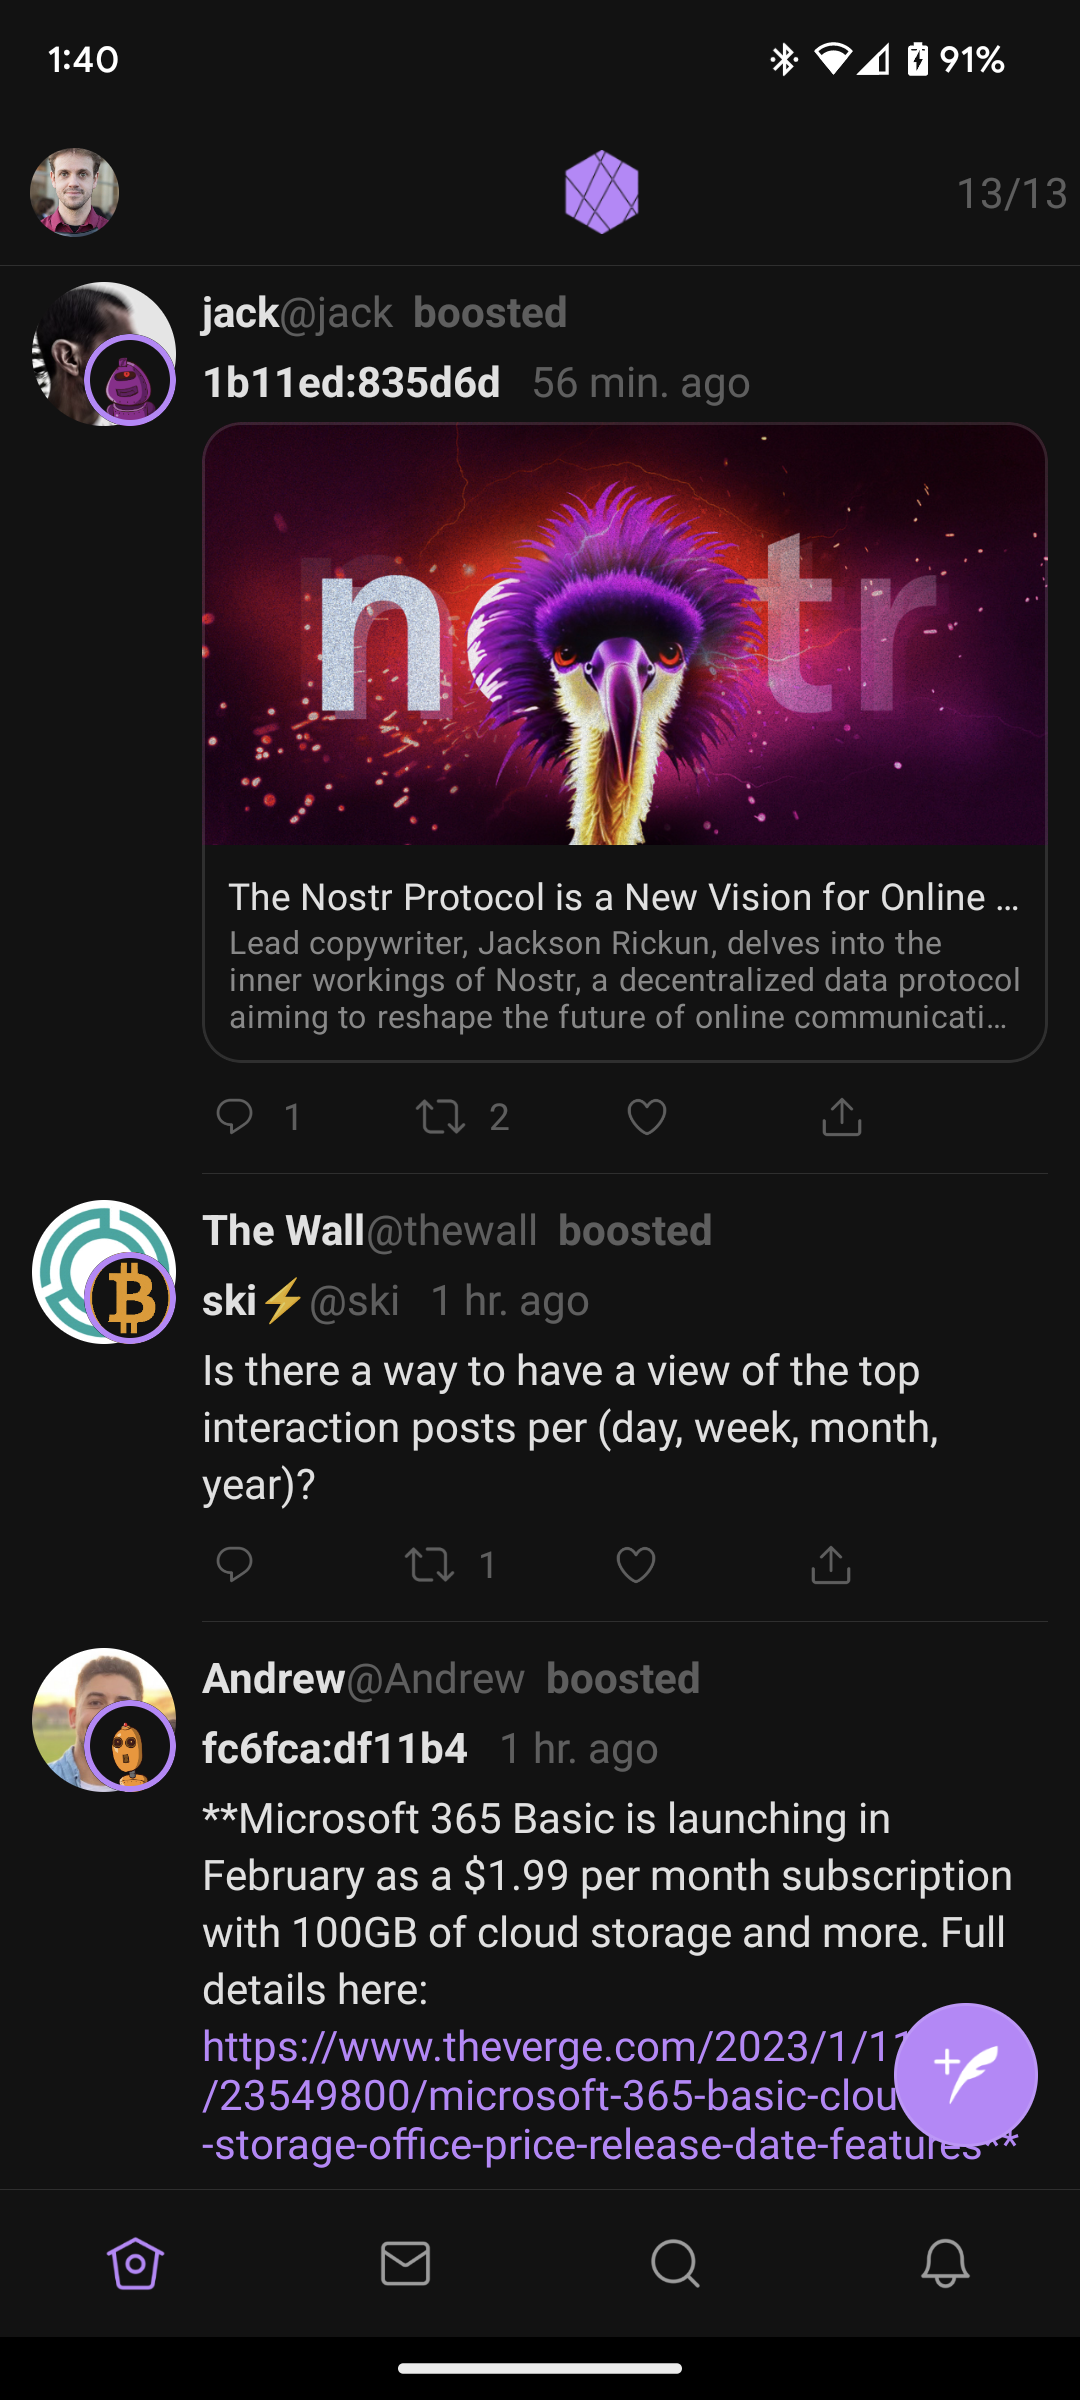 1:40
91%
13/13
jack@jack boosted
1b11ed:835d6d 56 min. ago
nostr
The Nostr Protocol is a New Vision for Online ...
Lead copywriter, Jackson Rickun, delves into the
inner workings of Nostr, a decentralized data protocol
aiming to reshape the future of online communicati...
1 2
The Wall@thewall boosted
ski⚡@ski 1 hr. ago
Is there a way to have a view of the top
interaction posts per (day, week, month,
year)?
1
Andrew@Andrew boosted
fc6fca:df11b4 1 hr. ago
**Microsoft 365 Basic is launching in
February as a $1.99 per month subscription
with 100GB of cloud storage and more. Full
details here:
https://www.theverge.com/2023/1/11
/23549800/microsoft-365-basic-clou
-storage-office-price-release-date-features**